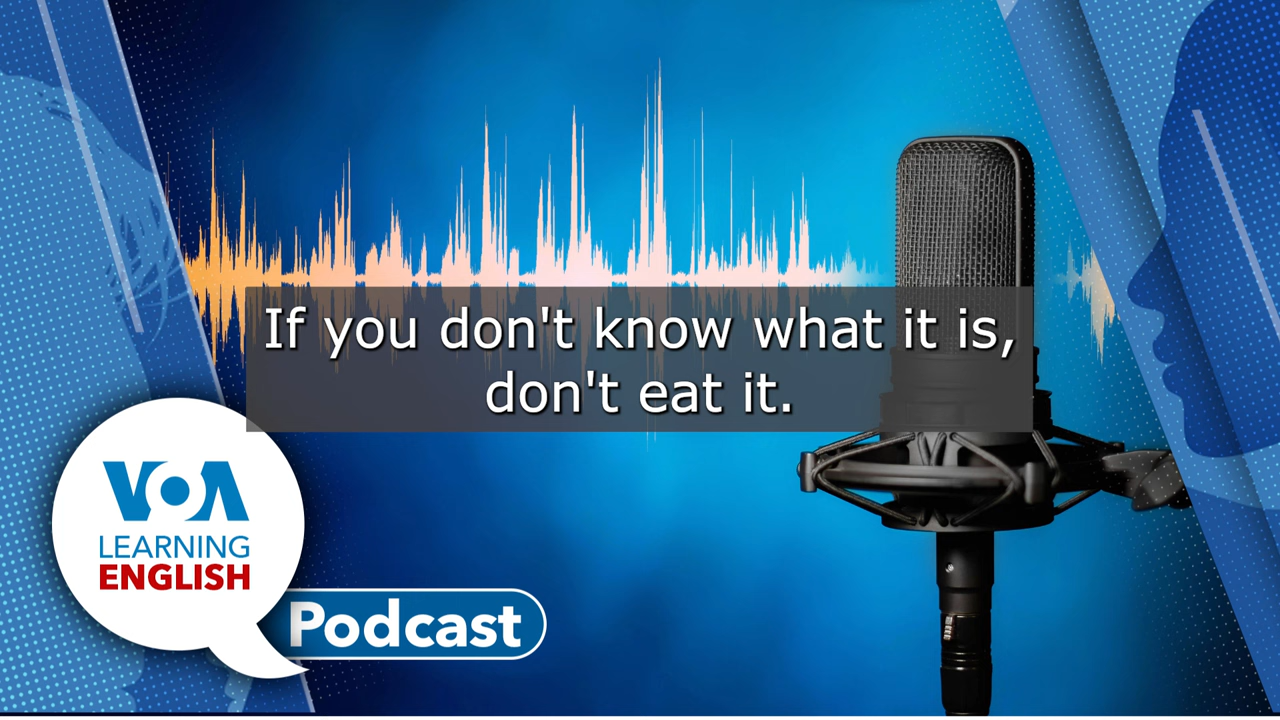 If you don't know what it is,
don't eat it.
VOA
LEARNING
ENGLISH
Podcast